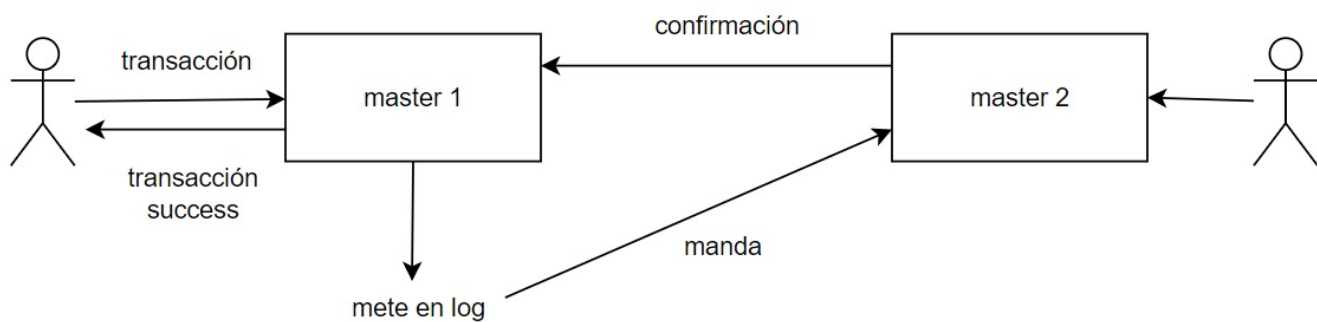 confirmación
transacción
master 1
master 2
transacción
success
manda
mete en log